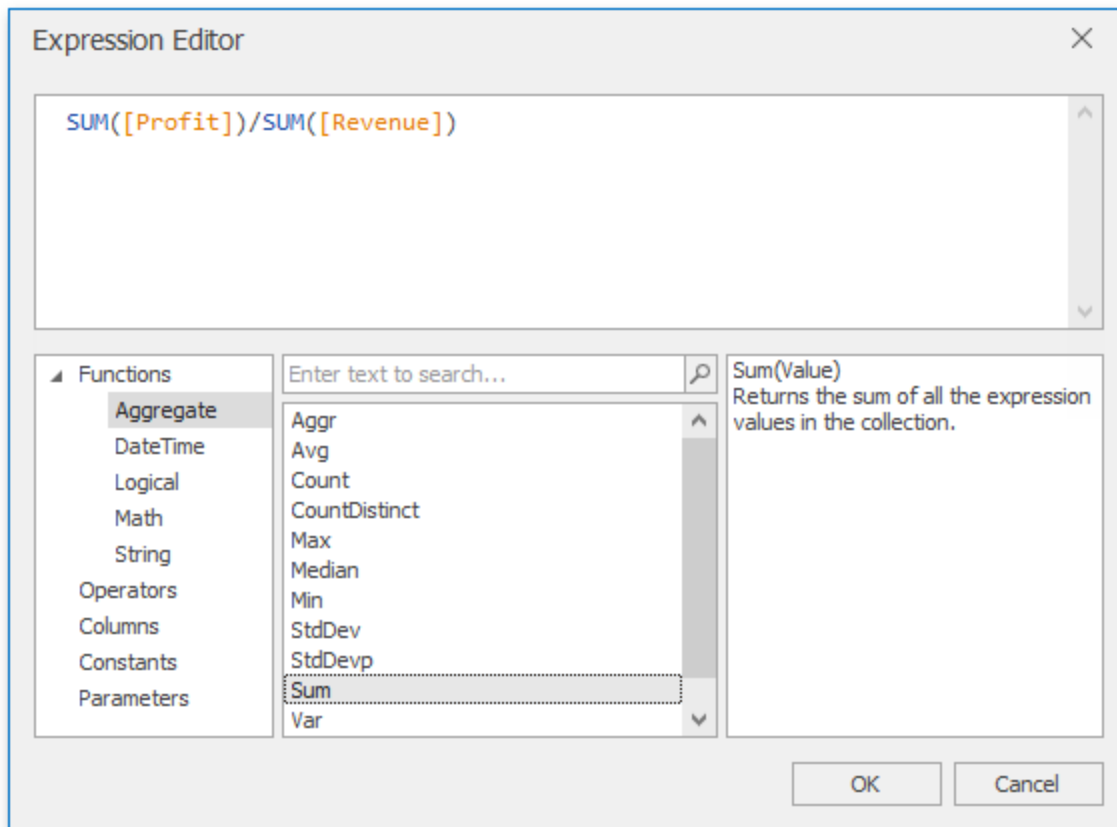 Expression Editor
SUM([Profit])/SUM([Revenue])
Functions
Aggregate
DateTime
Logical
Math
String
Operators
Columns
Constants
Parameters
Enter text to search...
Aggr
Avg
Count
CountDistinct
Max
Median
Min
StdDev
StdDevp
Sum
Var
Sum(Value)
Returns the sum of all the expression
values in the collection.
OK
Cancel